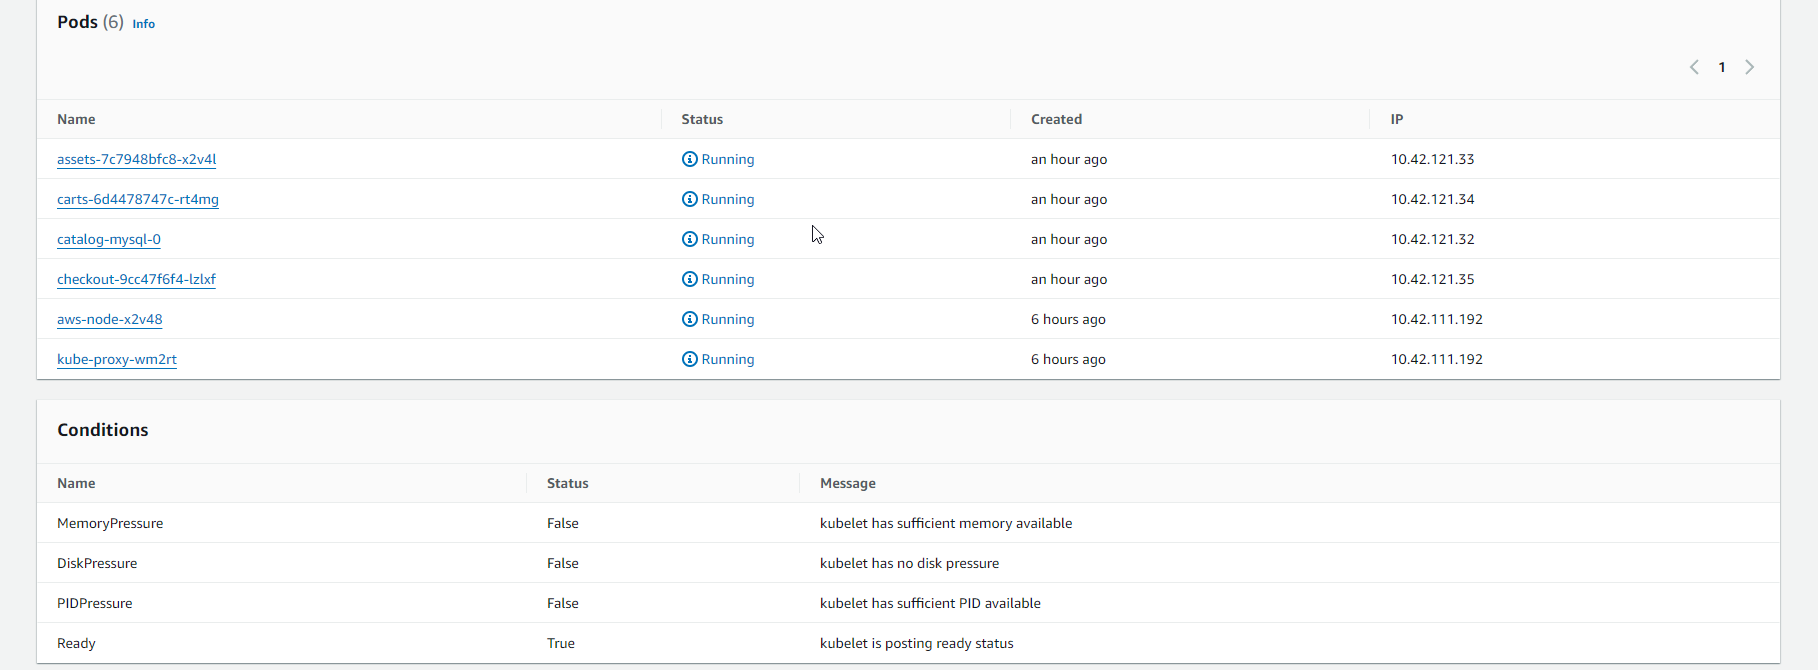 Pods (6) Info
1
Name Status Created IP
assets-7c7948bfc8-x2v4l Running an hour ago 10.42.121.33
carts-6d4478747c-rt4mg Running an hour ago 10.42.121.34
catalog-mysql-0 Running an hour ago 10.42.121.32
checkout-9cc47f6f4-lzlxf Running an hour ago 10.42.121.35
aws-node-x2v48 Running 6 hours ago 10.42.111.192
kube-proxy-wm2rt Running 6 hours ago 10.42.111.192
Conditions
Name Status Message
MemoryPressure False kubelet has sufficient memory available
DiskPressure False kubelet has no disk pressure
PIDPressure False kubelet has sufficient PID available
Ready True kubelet is posting ready status